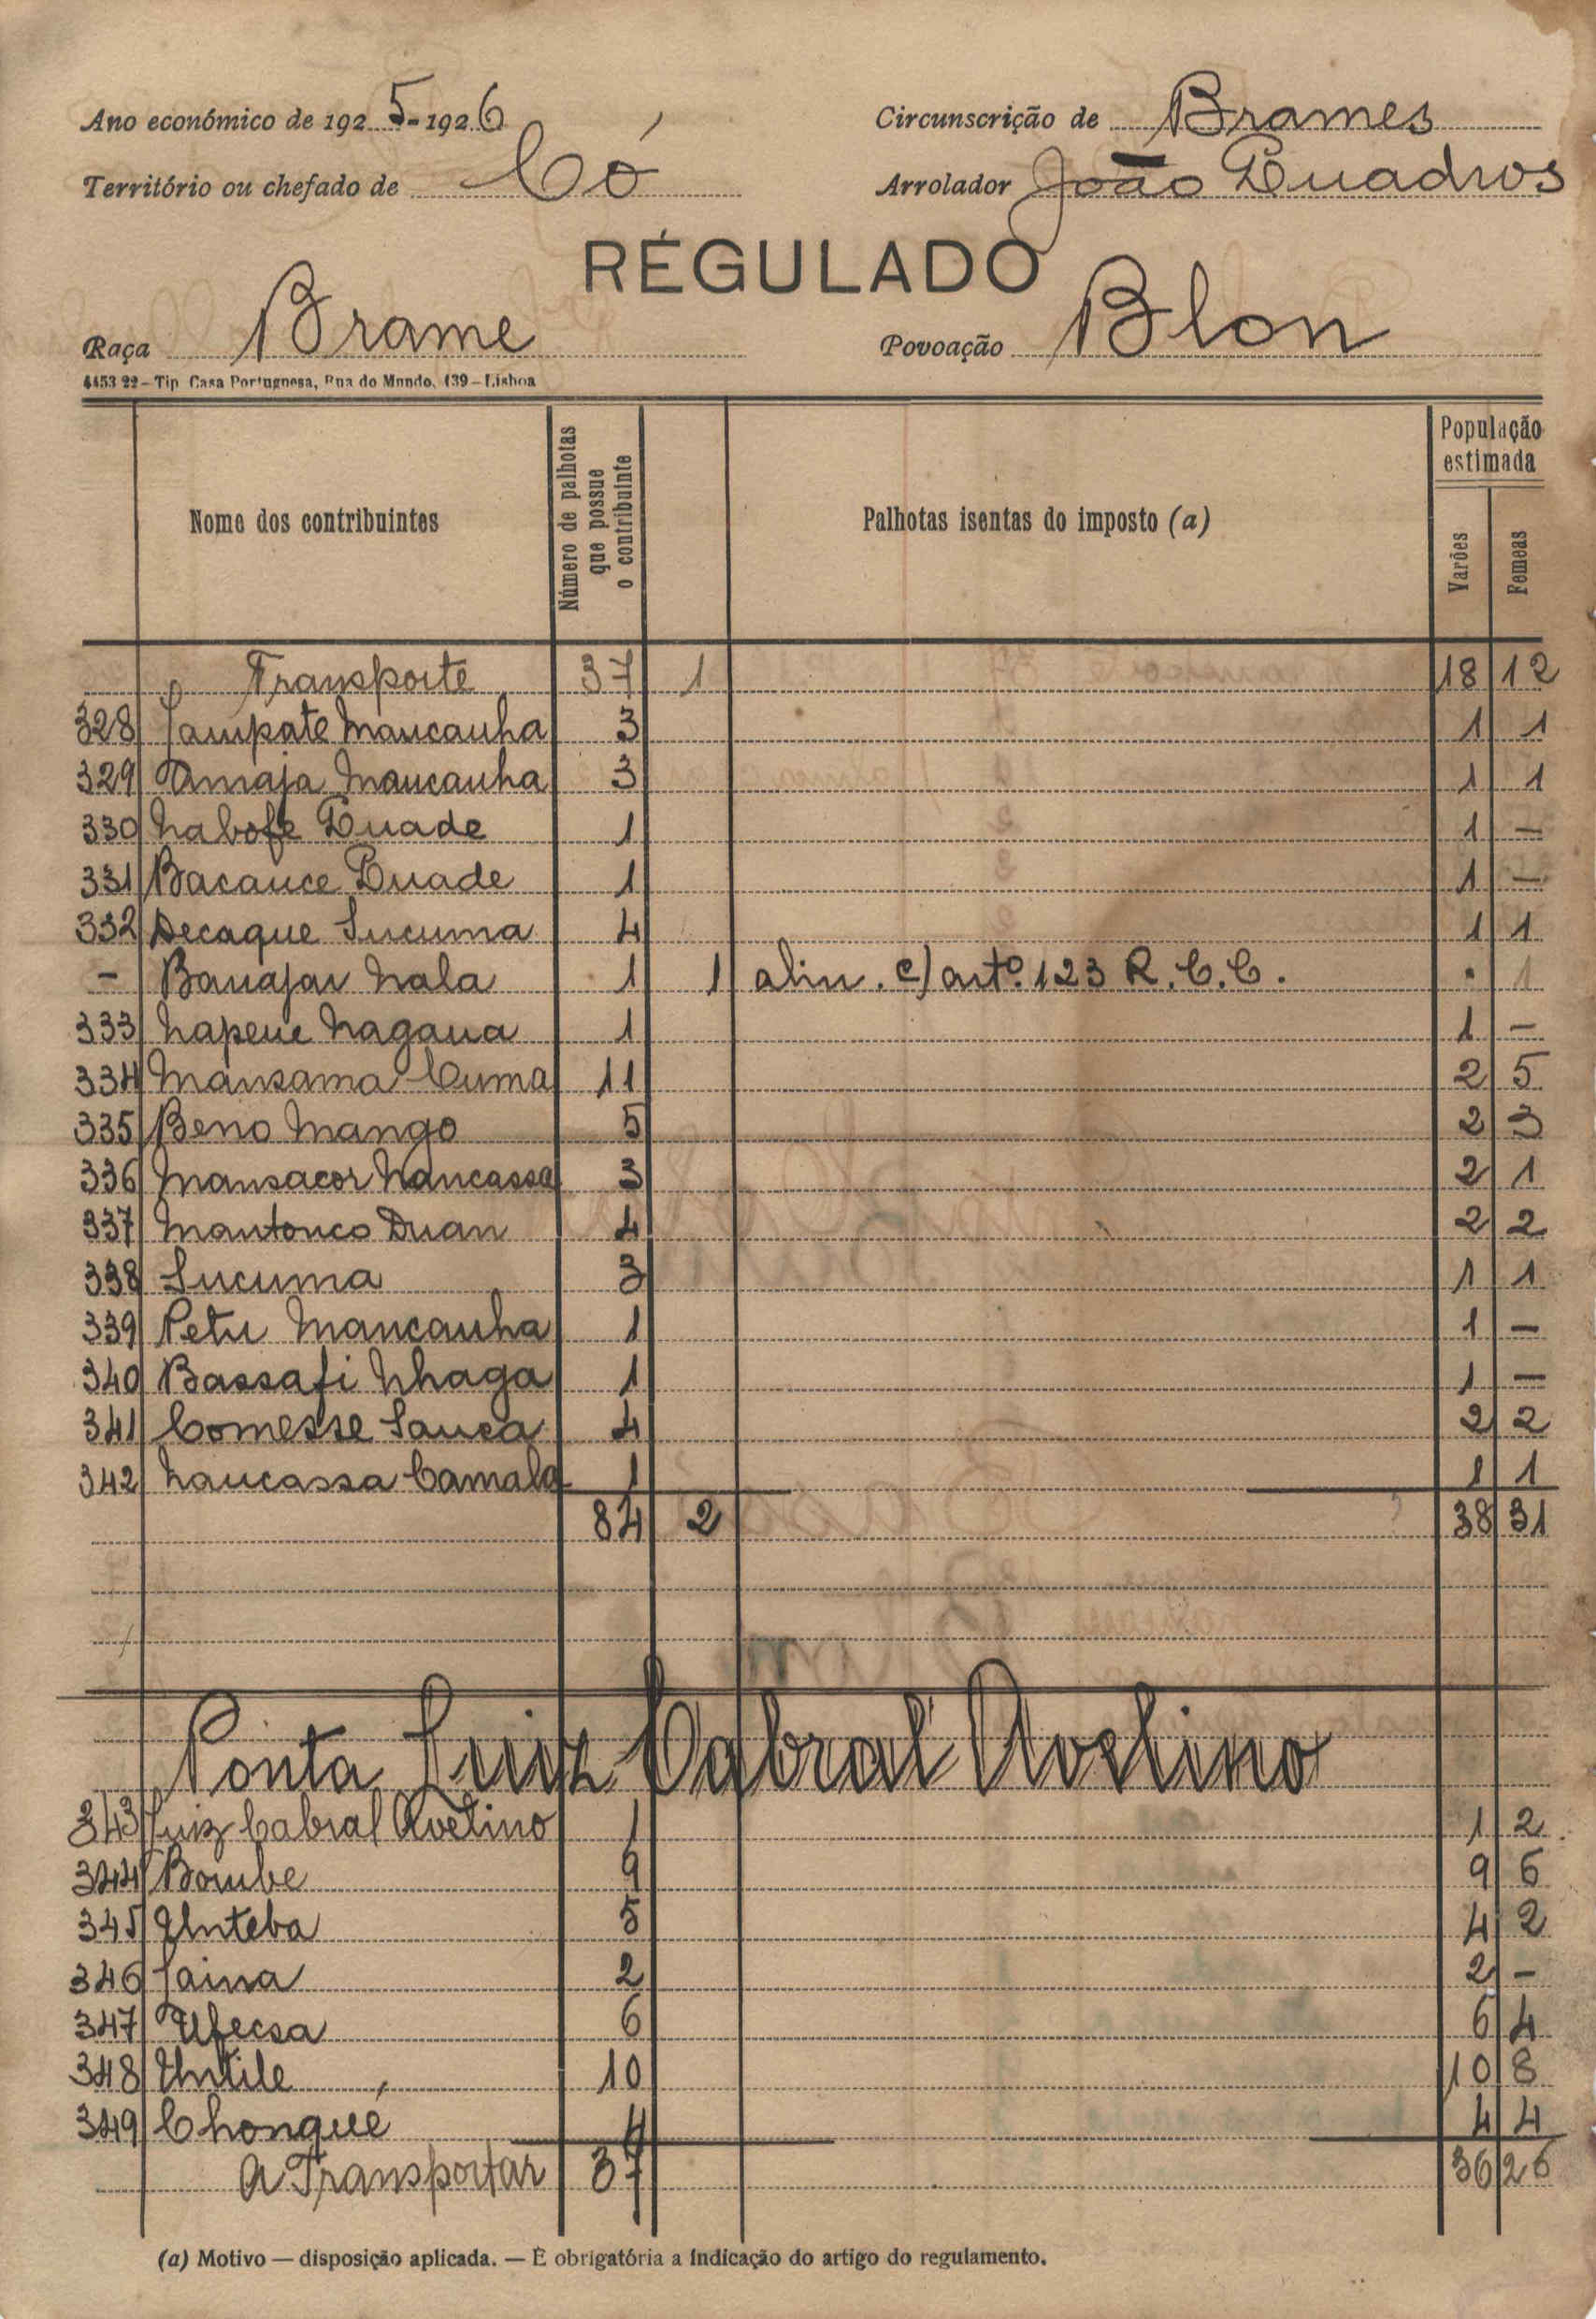 Ano económico de 1925-1926 Circunscrição de Brames
Território ou chefado de Có Arrolador João Quadros
RÉGULADO
Raça Brame Povoação Blon
4453 22 – Tip. Casa Portuguesa, Rua do Mundo, 139 – Lisboa
Nome dos contribuintes Número de palhotas que possue o contribuinte Palhotas isentas do imposto (a) População estimada Varões Femeas
Transporte 37 1 18 12
328 Jampate Mancanha 3 1 1
329 Amaja Mancanha 3 1 1
330 Nabofe Quade 1 1 —
331 Bacance Quade 1 1 —
332 Decaque Sucuma 4 1 1
— Banajau Nala 1 1 alin. c) artº. 123 R. C. C. . 1
333 Napene Nagana 1 1 —
334 Mansama Cuma 11 2 5
335 Beno Mango 5 2 3
336 Mansacor Nancassa 3 2 1
337 Mantonco Duan 4 2 2
338 Sucuma 3 1 1
339 Petu Mancanha 1 1 —
340 Bassafi Nhaga 1 1 —
341 Comesse Sanca 4 2 2
342 Nancassa Camala 1 1 1
84 2 38 31
Ponta Luiz Cabral Avelino
343 Luiz Cabral Avelino 1 1 2
344 Bombe 9 9 6
345 Unteba 5 4 2
346 Jaina 2 2 —
347 Ufecsa 6 6 4
348 Untile 10 10 8
349 Chonqué 4 4 4
A Transportar 37 36 26
(a) Motivo — disposição aplicada. — É obrigatória a indicação do artigo do regulamento.